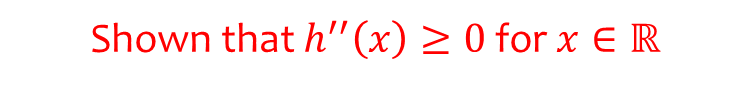 Shown that h′′(x) ≥ 0 for x ∈ ℝ